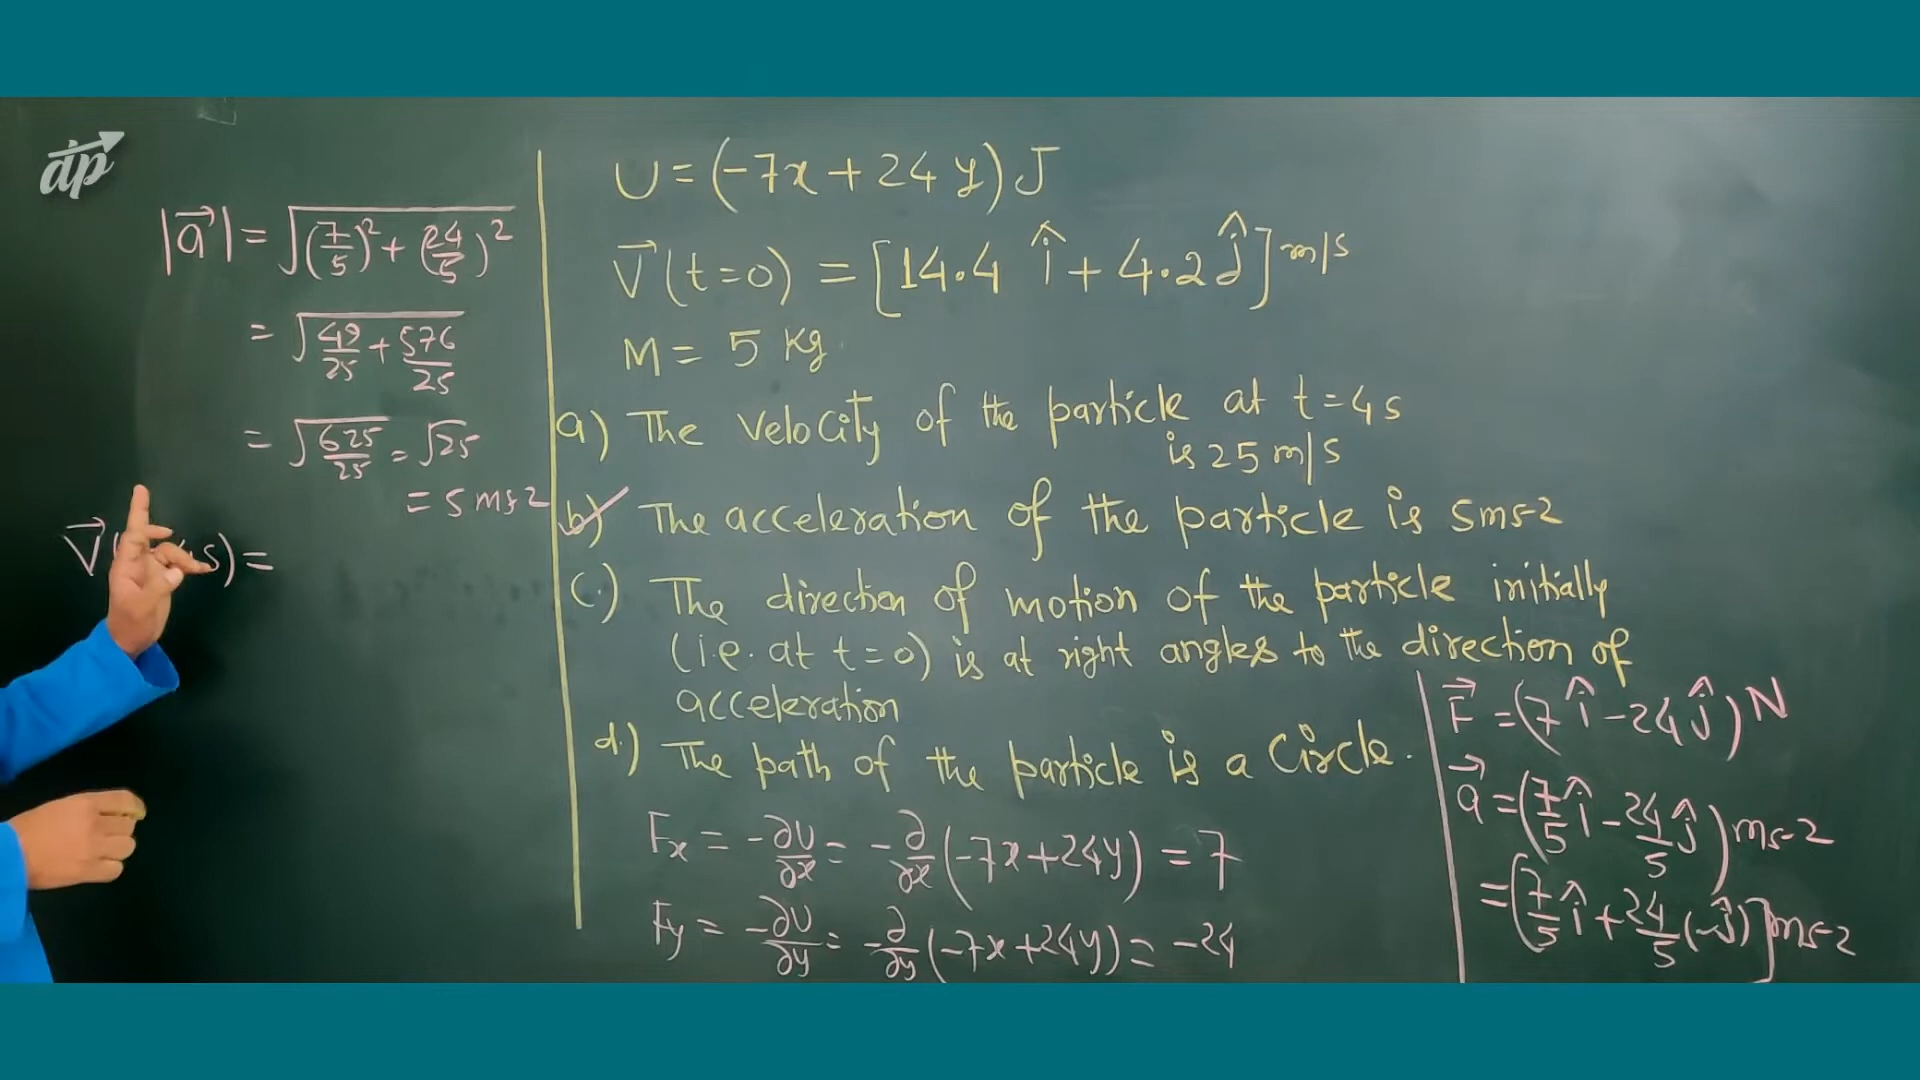 dp
|a⃗| = √(7/5)² + (24/5)²
= √49/25 + 576/25
= √625/25 = √25
= 5 ms-2
V⃗( s) =
U = (-7x + 24 y) J
V⃗(t=0) = [14.4 î + 4.2 ĵ] m/s
M = 5 kg
a) The velocity of the particle at t=4s
is 25 m/s
b) The acceleration of the particle is 5ms-2
c.) The direction of motion of the particle initially
(i.e. at t=0) is at right angles to the direction of
acceleration
d.) The path of the particle is a Circle.
Fx = -∂U/∂x = -∂/∂x (-7x+24y) = 7
Fy = -∂U/∂y = -∂/∂y (-7x+24y) = -24
F⃗ = (7 î - 24 ĵ) N
a⃗ = (7/5 î - 24/5 ĵ) ms-2
= (7/5 î + 24/5 (-ĵ)] ms-2